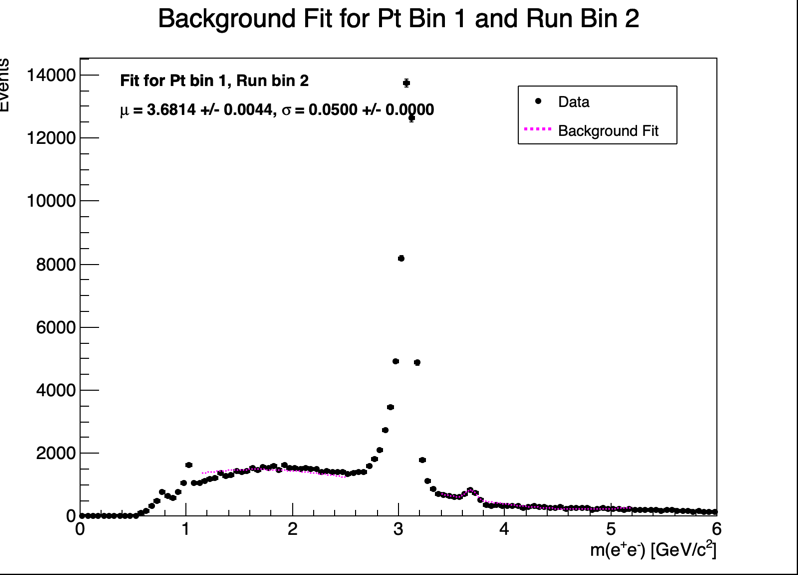 Background Fit for Pt Bin 1 and Run Bin 2
Events
14000
12000
10000
8000
6000
4000
2000
0
Fit for Pt bin 1, Run bin 2
μ = 3.6814 +/- 0.0044, σ = 0.0500 +/- 0.0000
Data
Background Fit
0 1 2 3 4 5 6
m(e⁺e⁻) [GeV/c²]